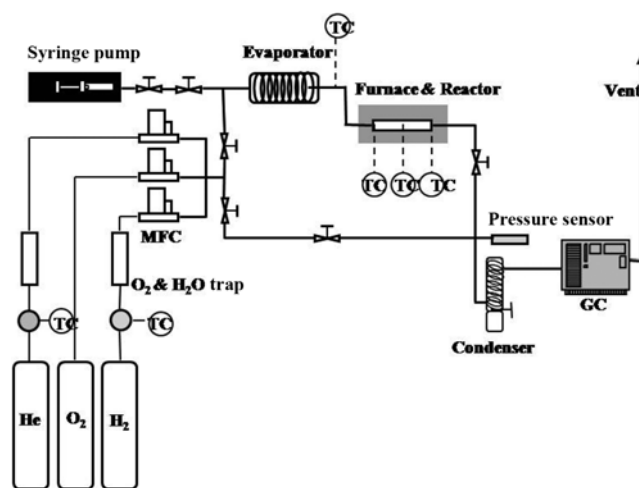 TC
Syringe pump
Evaporator
Furnace & Reactor
Vent
TC
TC
TC
MFC
Pressure sensor
O₂ & H₂O trap
TC
TC
GC
Condenser
He
O₂
H₂